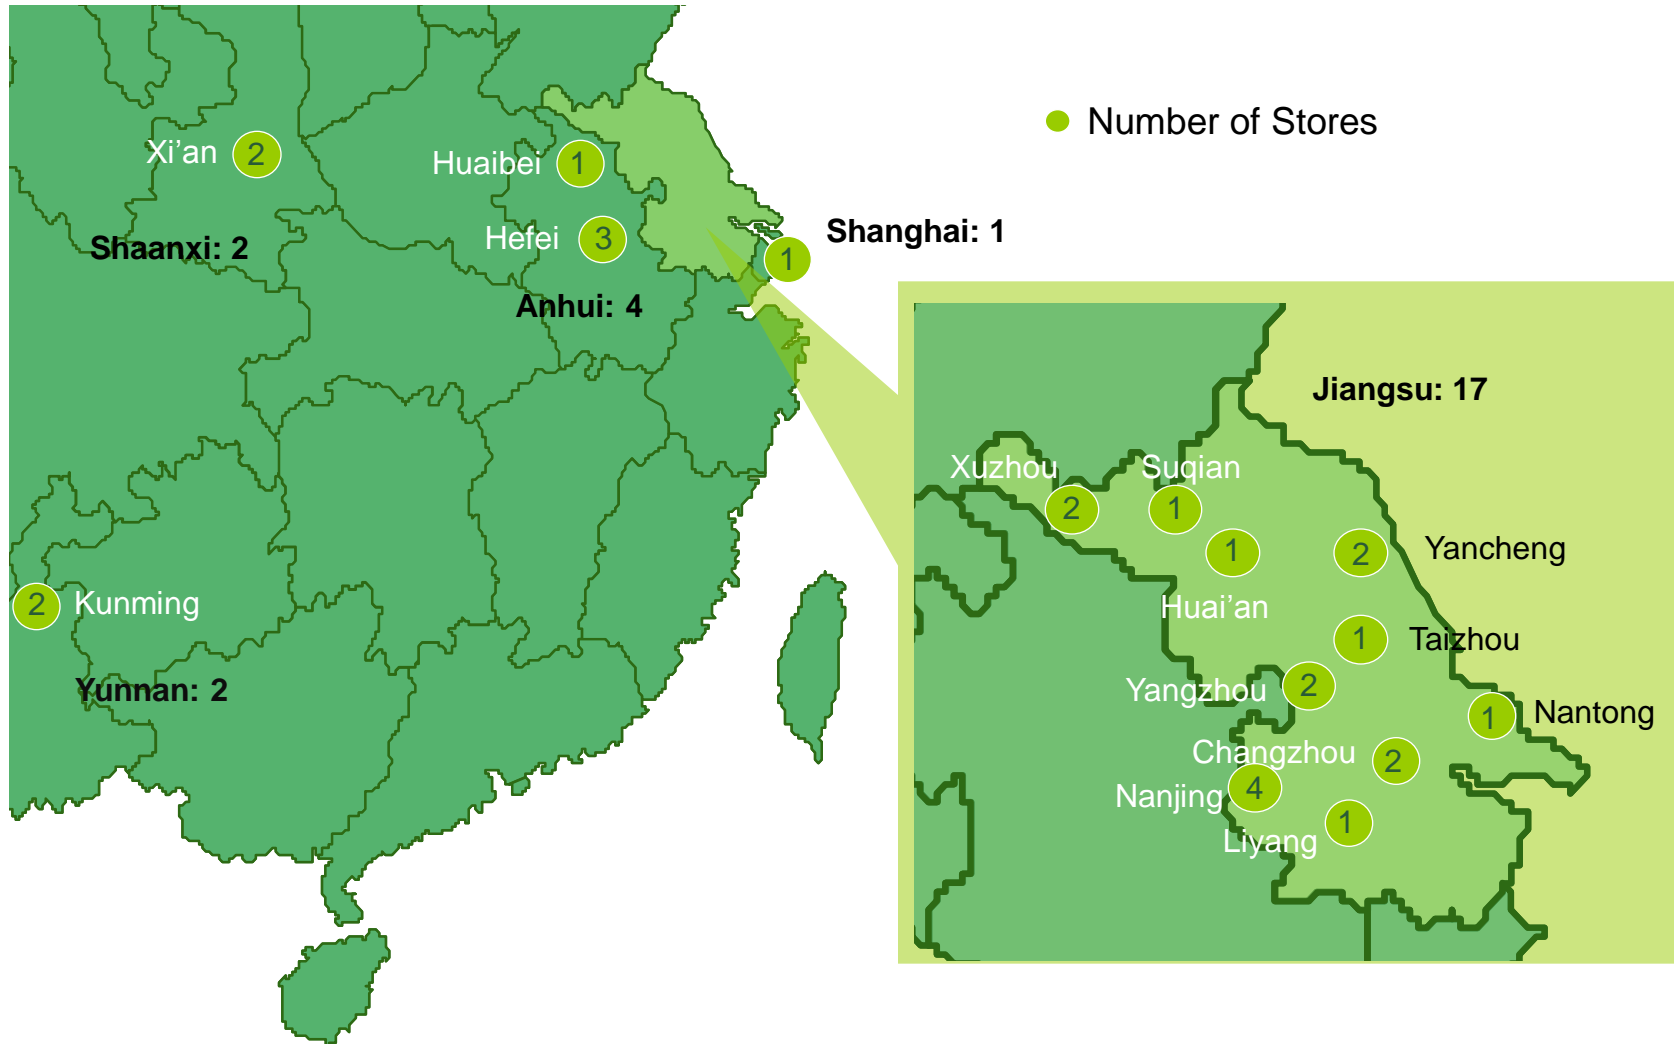 Number of Stores
Xi’an 2
Huaibei 1
Shaanxi: 2
Hefei 3
Shanghai: 1
1
Anhui: 4
Kunming 2
Yunnan: 2
Jiangsu: 17
Xuzhou 2
Suqian 1
Huai’an 1
Yancheng 2
Taizhou 1
Yangzhou 2
Nantong 1
Changzhou 2
Nanjing 4
Liyang 1